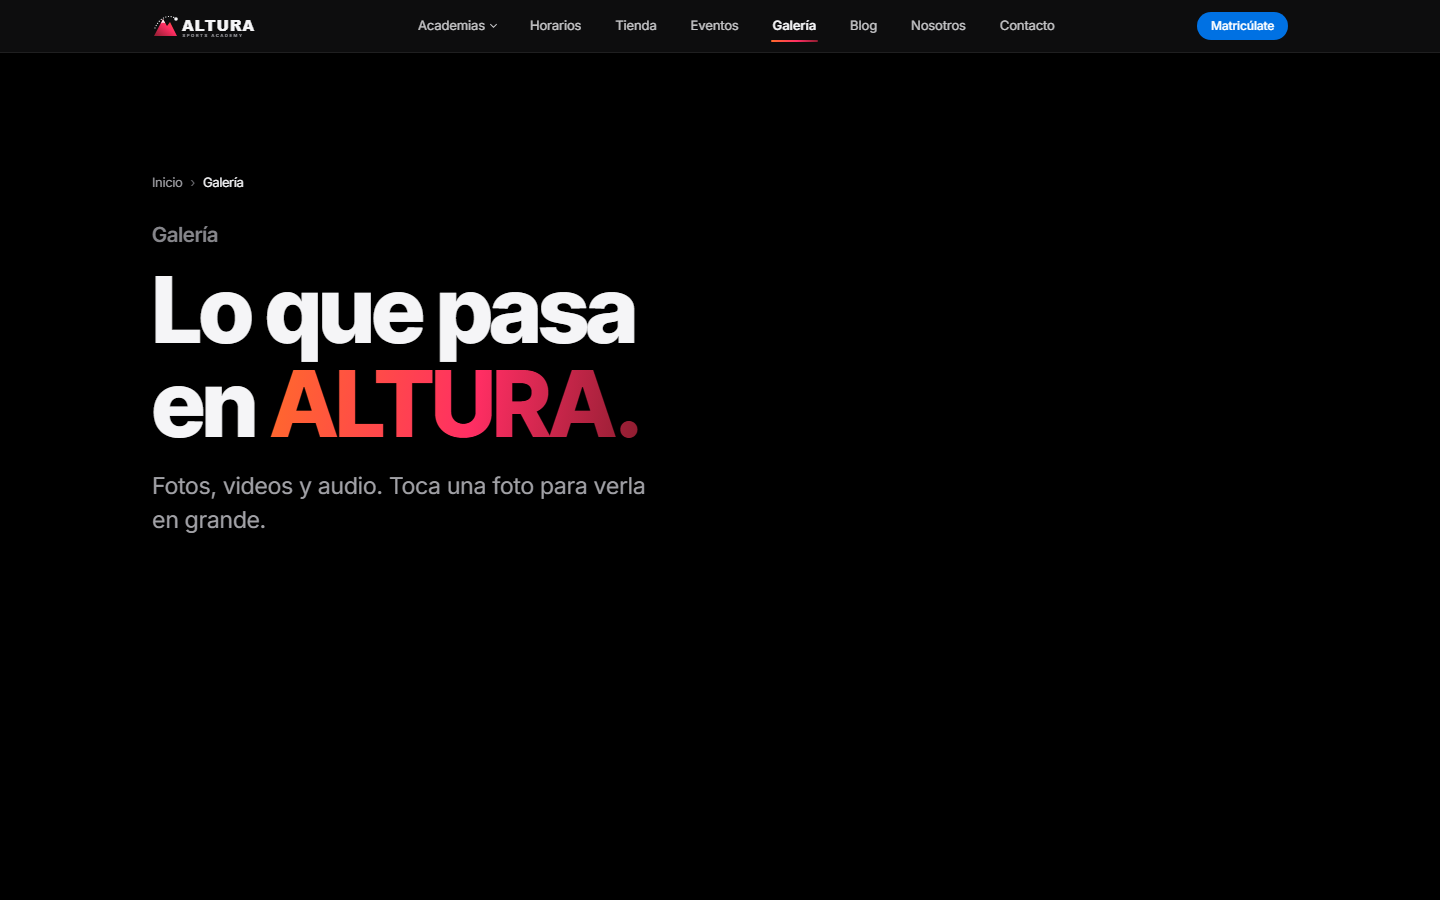 ALTURA
SPORTS ACADEMY
Academias
Horarios
Tienda
Eventos
Galería
Blog
Nosotros
Contacto
Matricúlate
Inicio › Galería
Galería
Lo que pasa
en ALTURA.
Fotos, videos y audio. Toca una foto para verla
en grande.